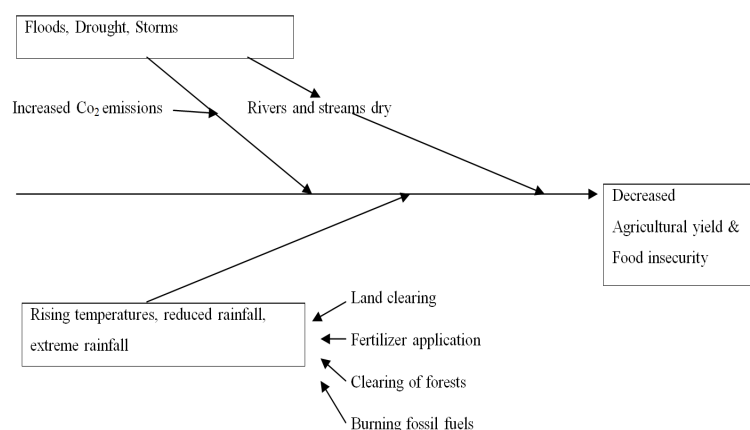 Floods, Drought, Storms
Increased Co₂ emissions
Rivers and streams dry
Decreased
Agricultural yield &
Food insecurity
Rising temperatures, reduced rainfall,
extreme rainfall
Land clearing
Fertilizer application
Clearing of forests
Burning fossil fuels